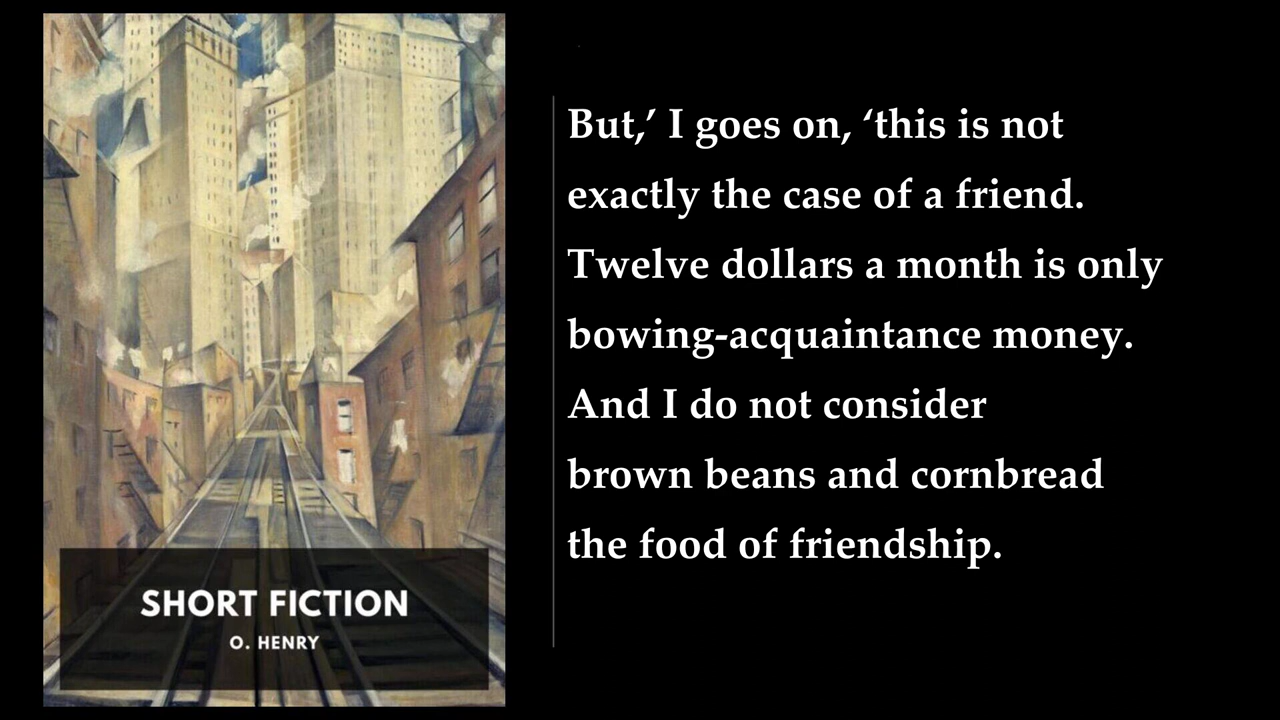 SHORT FICTION
O. HENRY
But,’ I goes on, ‘this is not
exactly the case of a friend.
Twelve dollars a month is only
bowing-acquaintance money.
And I do not consider
brown beans and cornbread
the food of friendship.